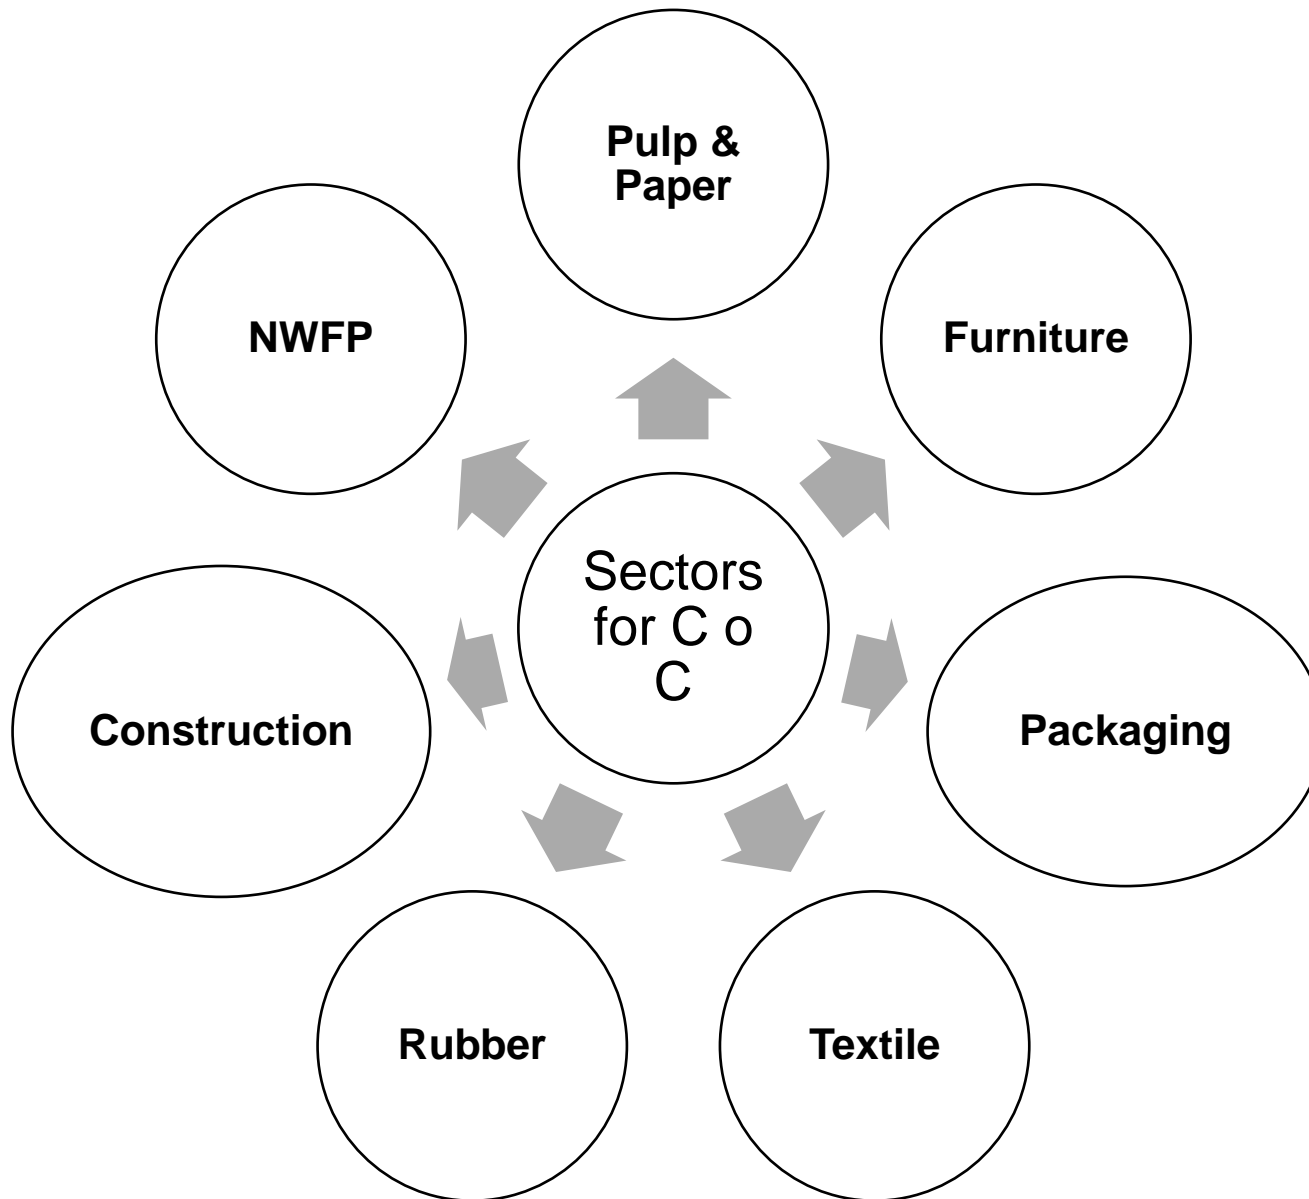 Pulp &
Paper
NWFP
Furniture
Sectors
for C o
C
Construction
Packaging
Rubber
Textile